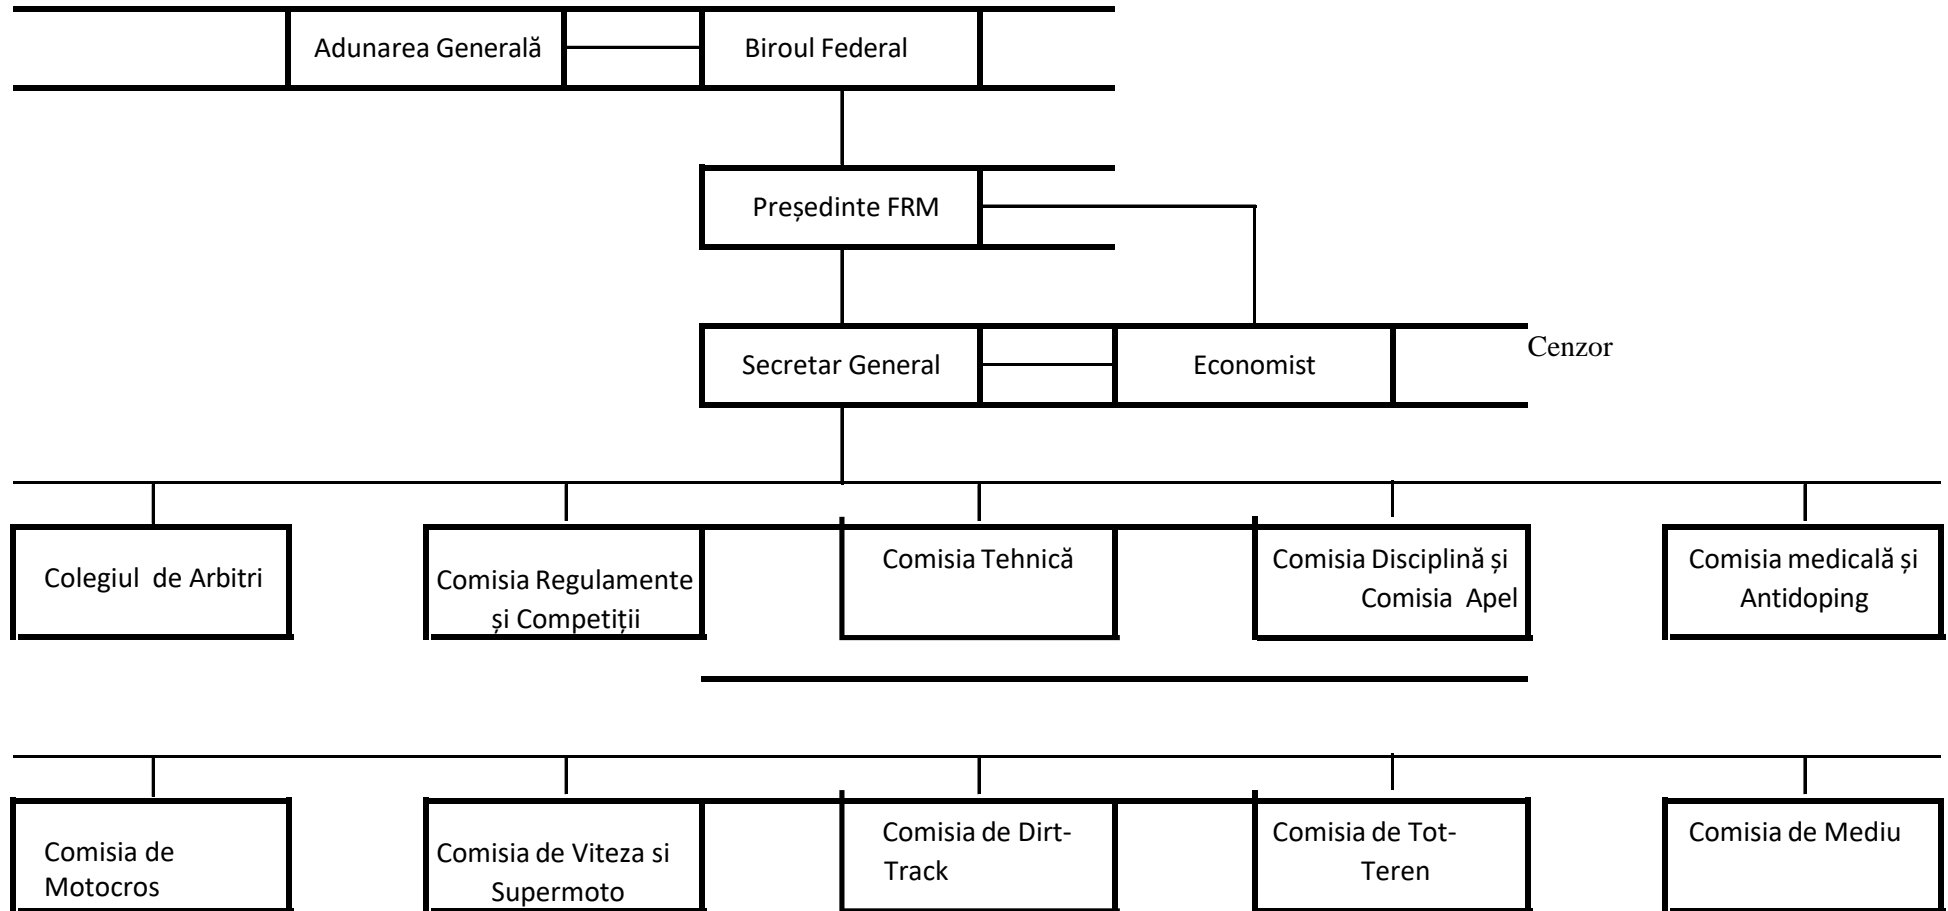 Adunarea Generală
Biroul Federal
Președinte FRM
Secretar General
Economist
Cenzor
Colegiul de Arbitri
Comisia Regulamente
și Competiții
Comisia Tehnică
Comisia Disciplină și
Comisia Apel
Comisia medicală și
Antidoping
Comisia de
Motocros
Comisia de Viteza si
Supermoto
Comisia de Dirt-
Track
Comisia de Tot-
Teren
Comisia de Mediu